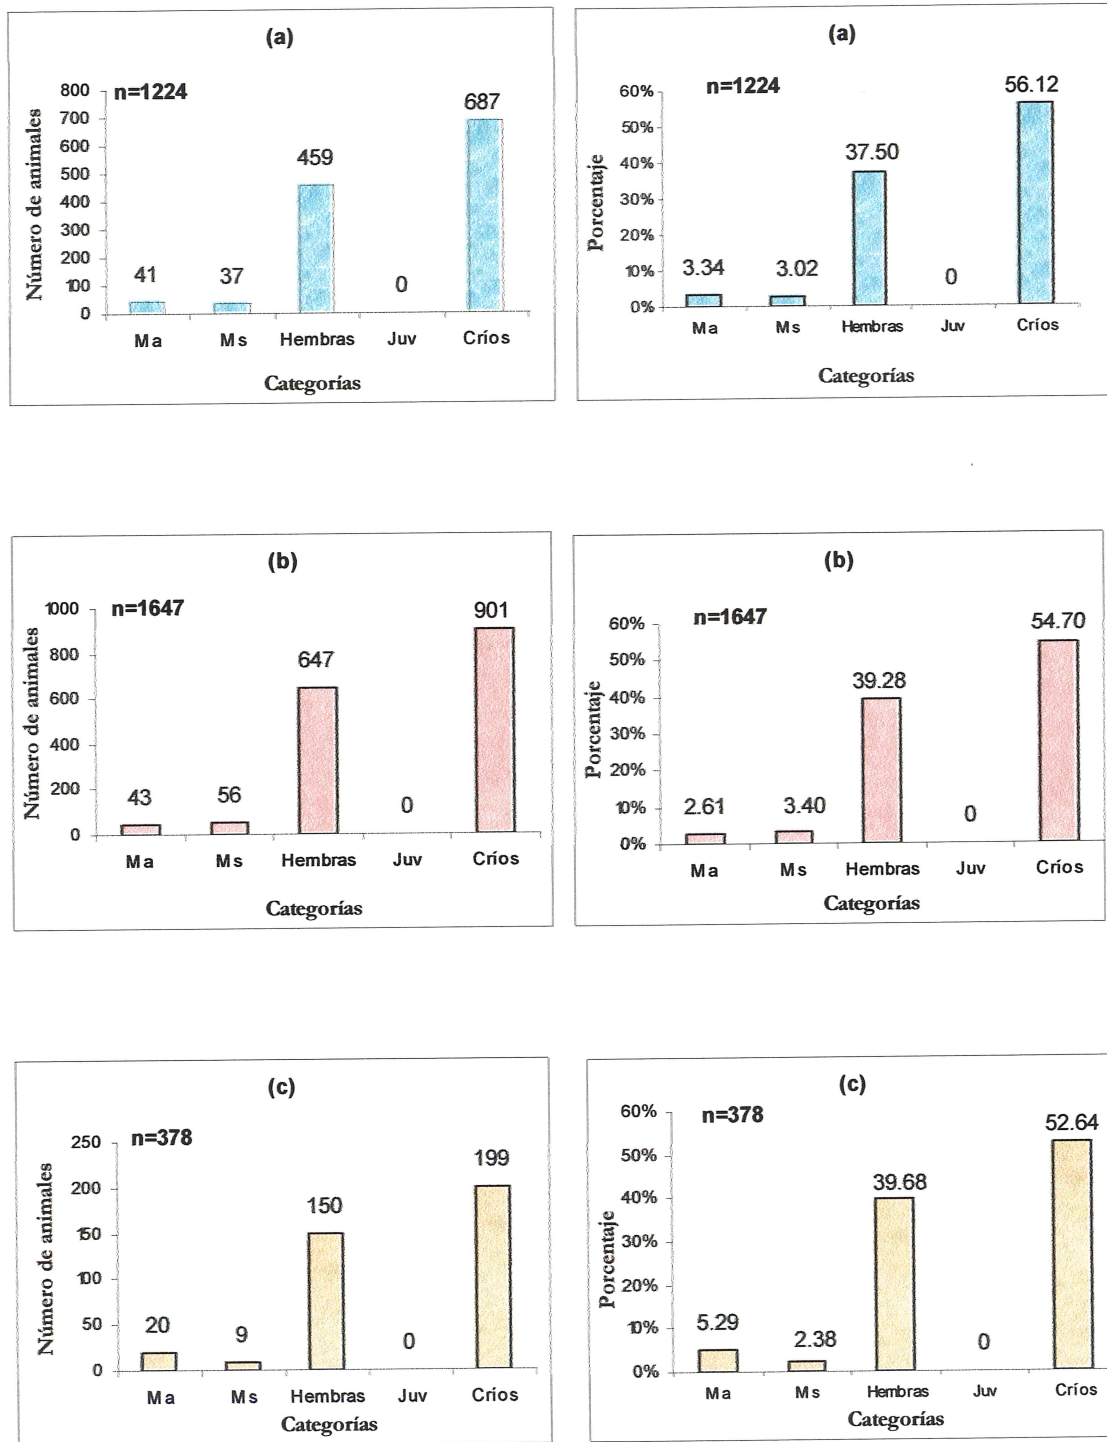 (a)
n=1224
Número de animales
800
700
600
500
400
300
200
100
0
41
37
459
0
687
Ma Ms Hembras Juv Críos
Categorías
(a)
n=1224
Porcentaje
60%
50%
40%
30%
20%
10%
0%
3.34
3.02
37.50
0
56.12
Ma Ms Hembras Juv Críos
Categorías
(b)
n=1647
Número de animales
1000
800
600
400
200
0
43
56
647
0
901
Ma Ms Hembras Juv Críos
Categorías
(b)
n=1647
Porcentaje
60%
50%
40%
30%
20%
10%
0%
2.61
3.40
39.28
0
54.70
Ma Ms Hembras Juv Críos
Categorías
(c)
n=378
Número de animales
250
200
150
100
50
0
20
9
150
0
199
Ma Ms Hembras Juv Críos
Categorías
(c)
n=378
Porcentaje
60%
50%
40%
30%
20%
10%
0%
5.29
2.38
39.68
0
52.64
Ma Ms Hembras Juv Críos
Categorías